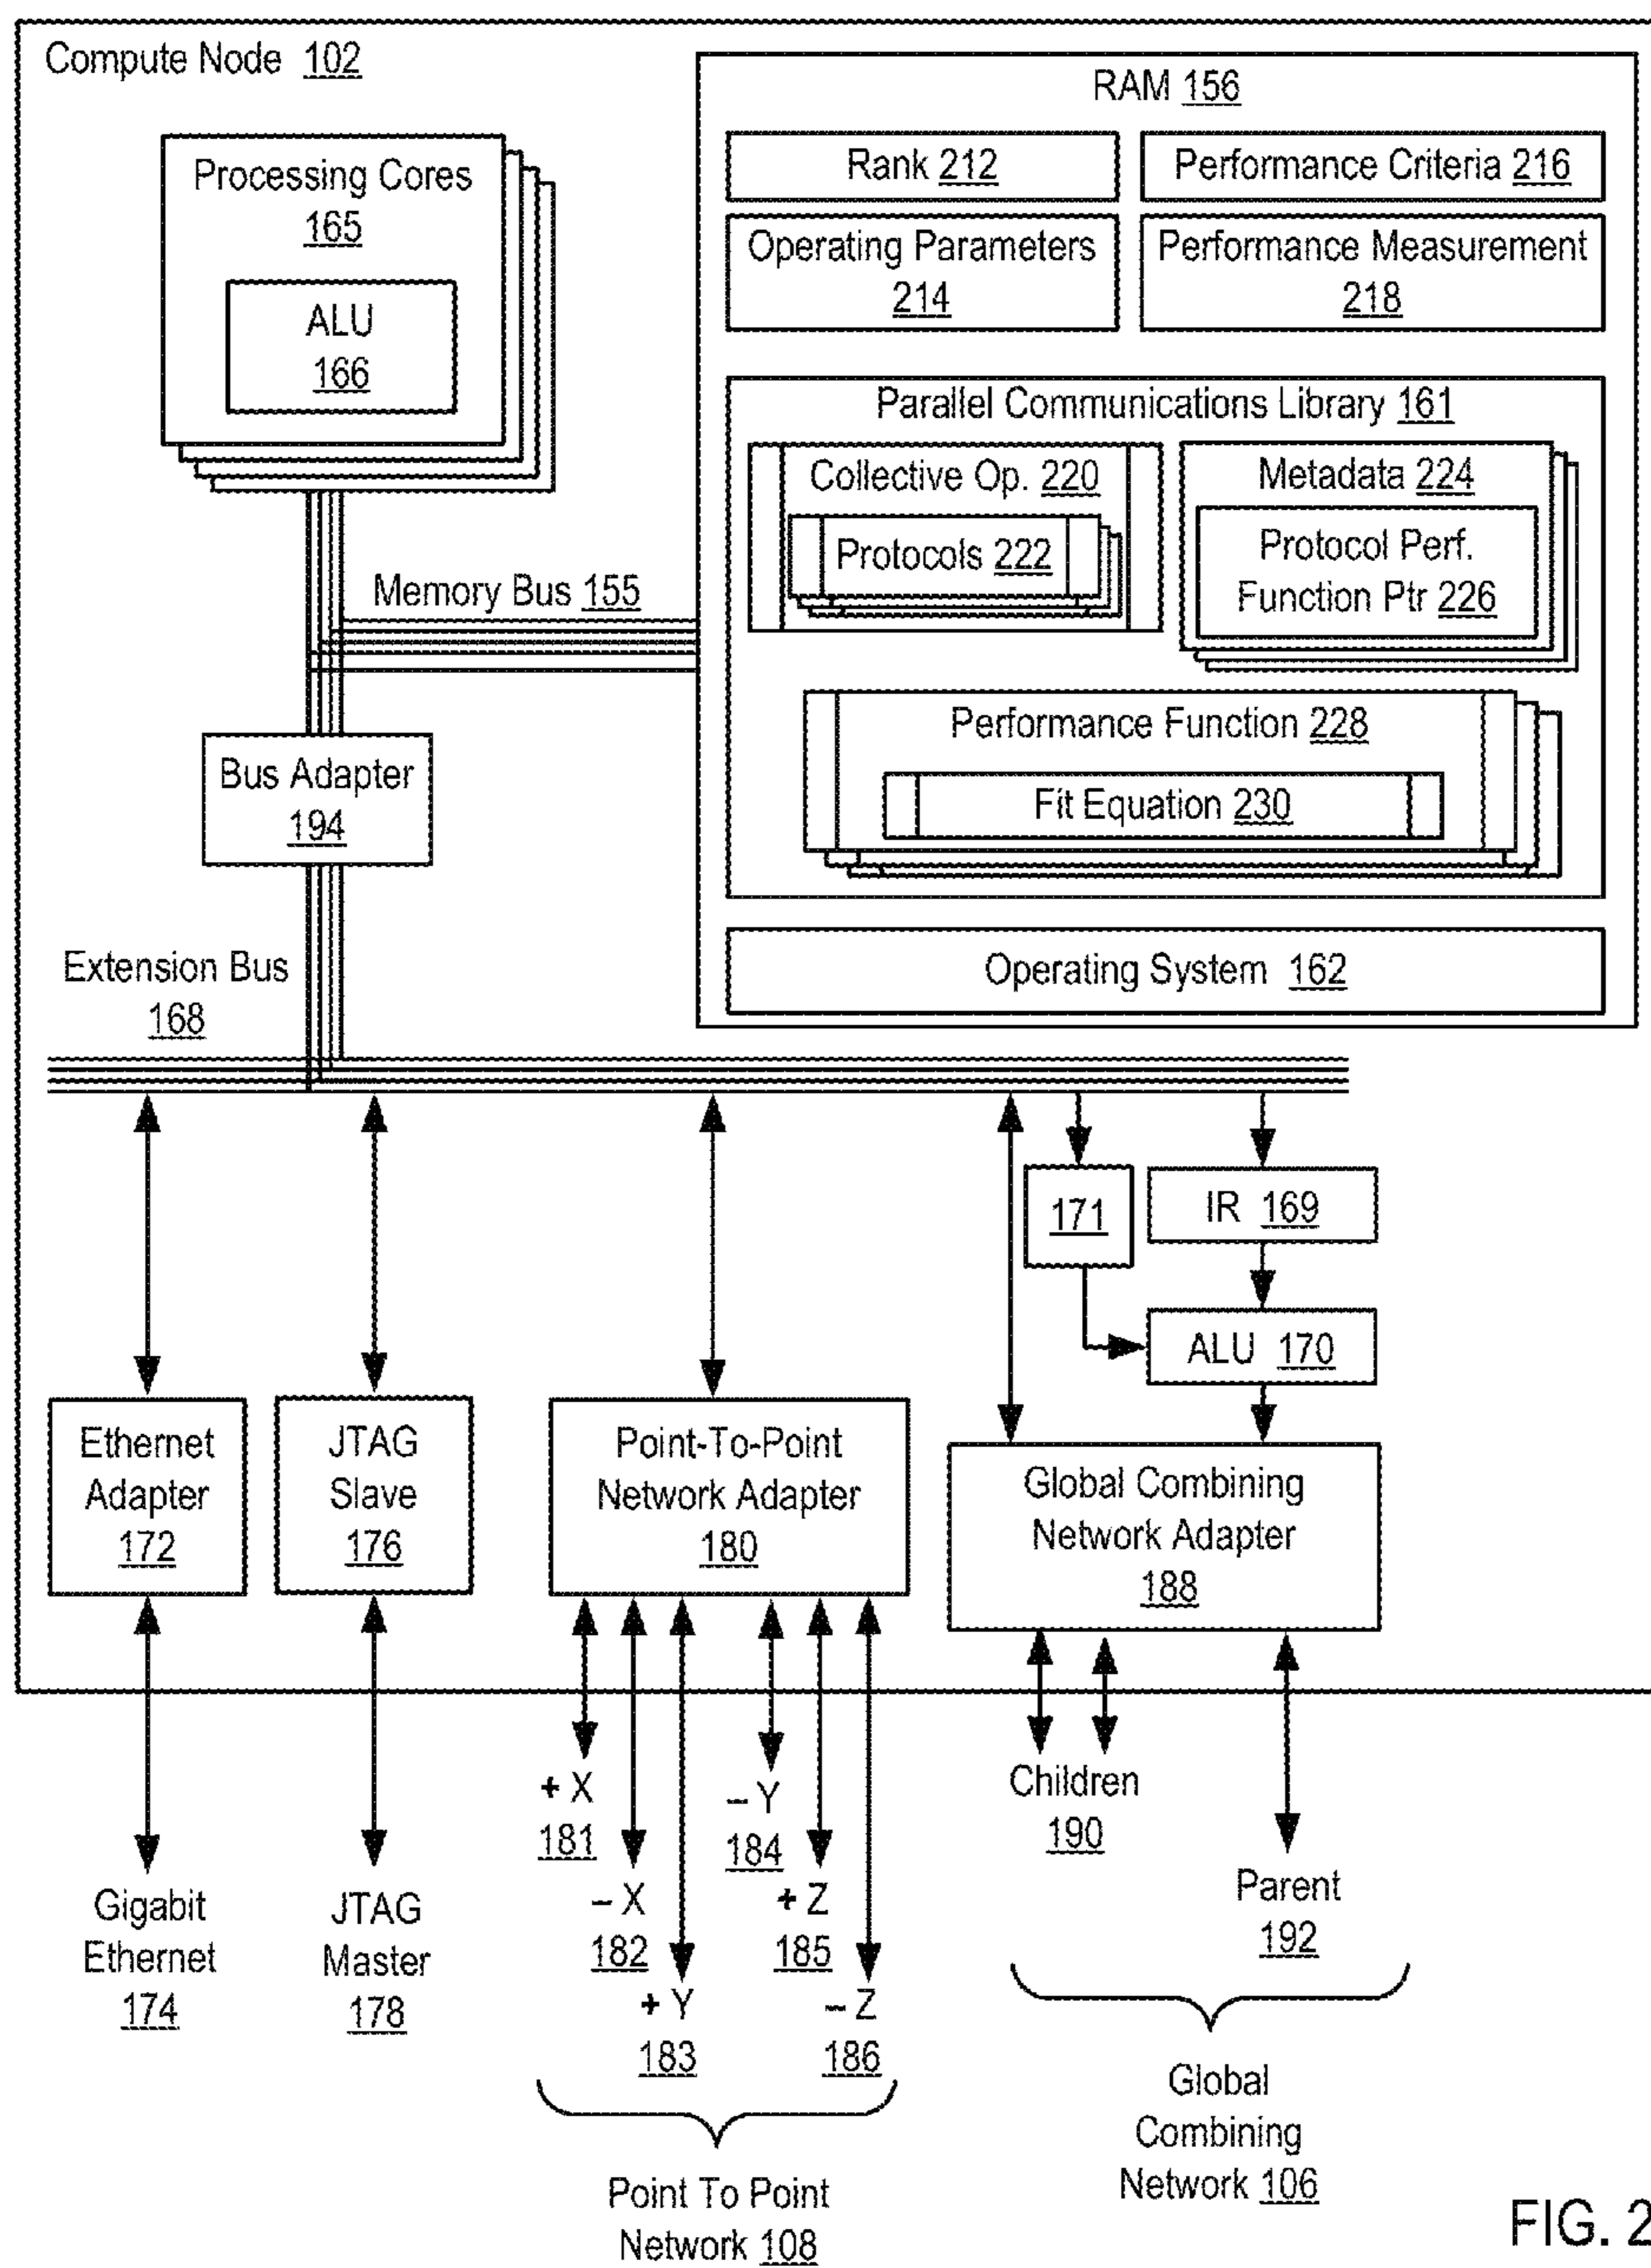 Compute Node 102
RAM 156
Processing Cores
165
ALU
166
Rank 212
Performance Criteria 216
Operating Parameters
214
Performance Measurement
218
Parallel Communications Library 161
Collective Op. 220
Protocols 222
Metadata 224
Protocol Perf.
Function Ptr 226
Memory Bus 155
Performance Function 228
Fit Equation 230
Bus Adapter
194
Operating System 162
Extension Bus
168
171
IR 169
ALU 170
Ethernet
Adapter
172
JTAG
Slave
176
Point-To-Point
Network Adapter
180
Global Combining
Network Adapter
188
Gigabit
Ethernet
174
JTAG
Master
178
+ X
181
– X
182
+ Y
183
– Y
184
+ Z
185
– Z
186
Children
190
Parent
192
Point To Point
Network 108
Global
Combining
Network 106
FIG. 2